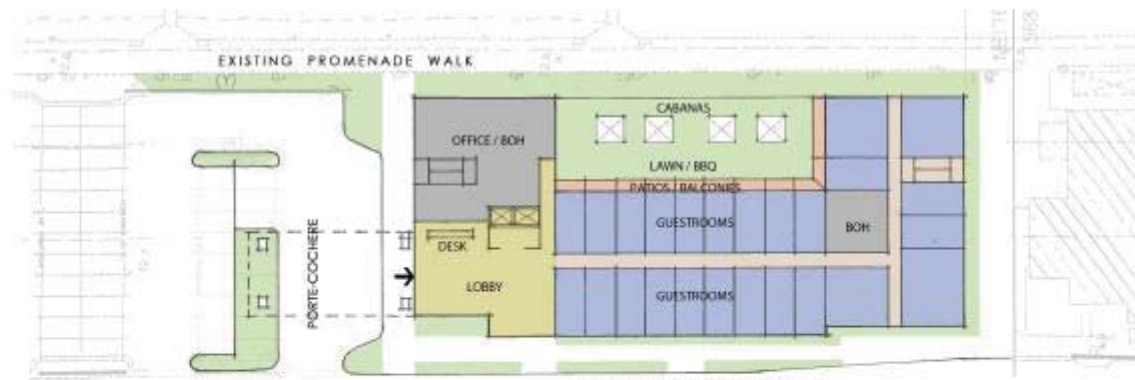 EXISTING PROMENADE WALK
CABANAS
OFFICE / BOH
LAWN / BBQ
PATIOS / BALCONIES
GUESTROOMS
BOH
DESK
LOBBY
PORTE-COCHERE
GUESTROOMS